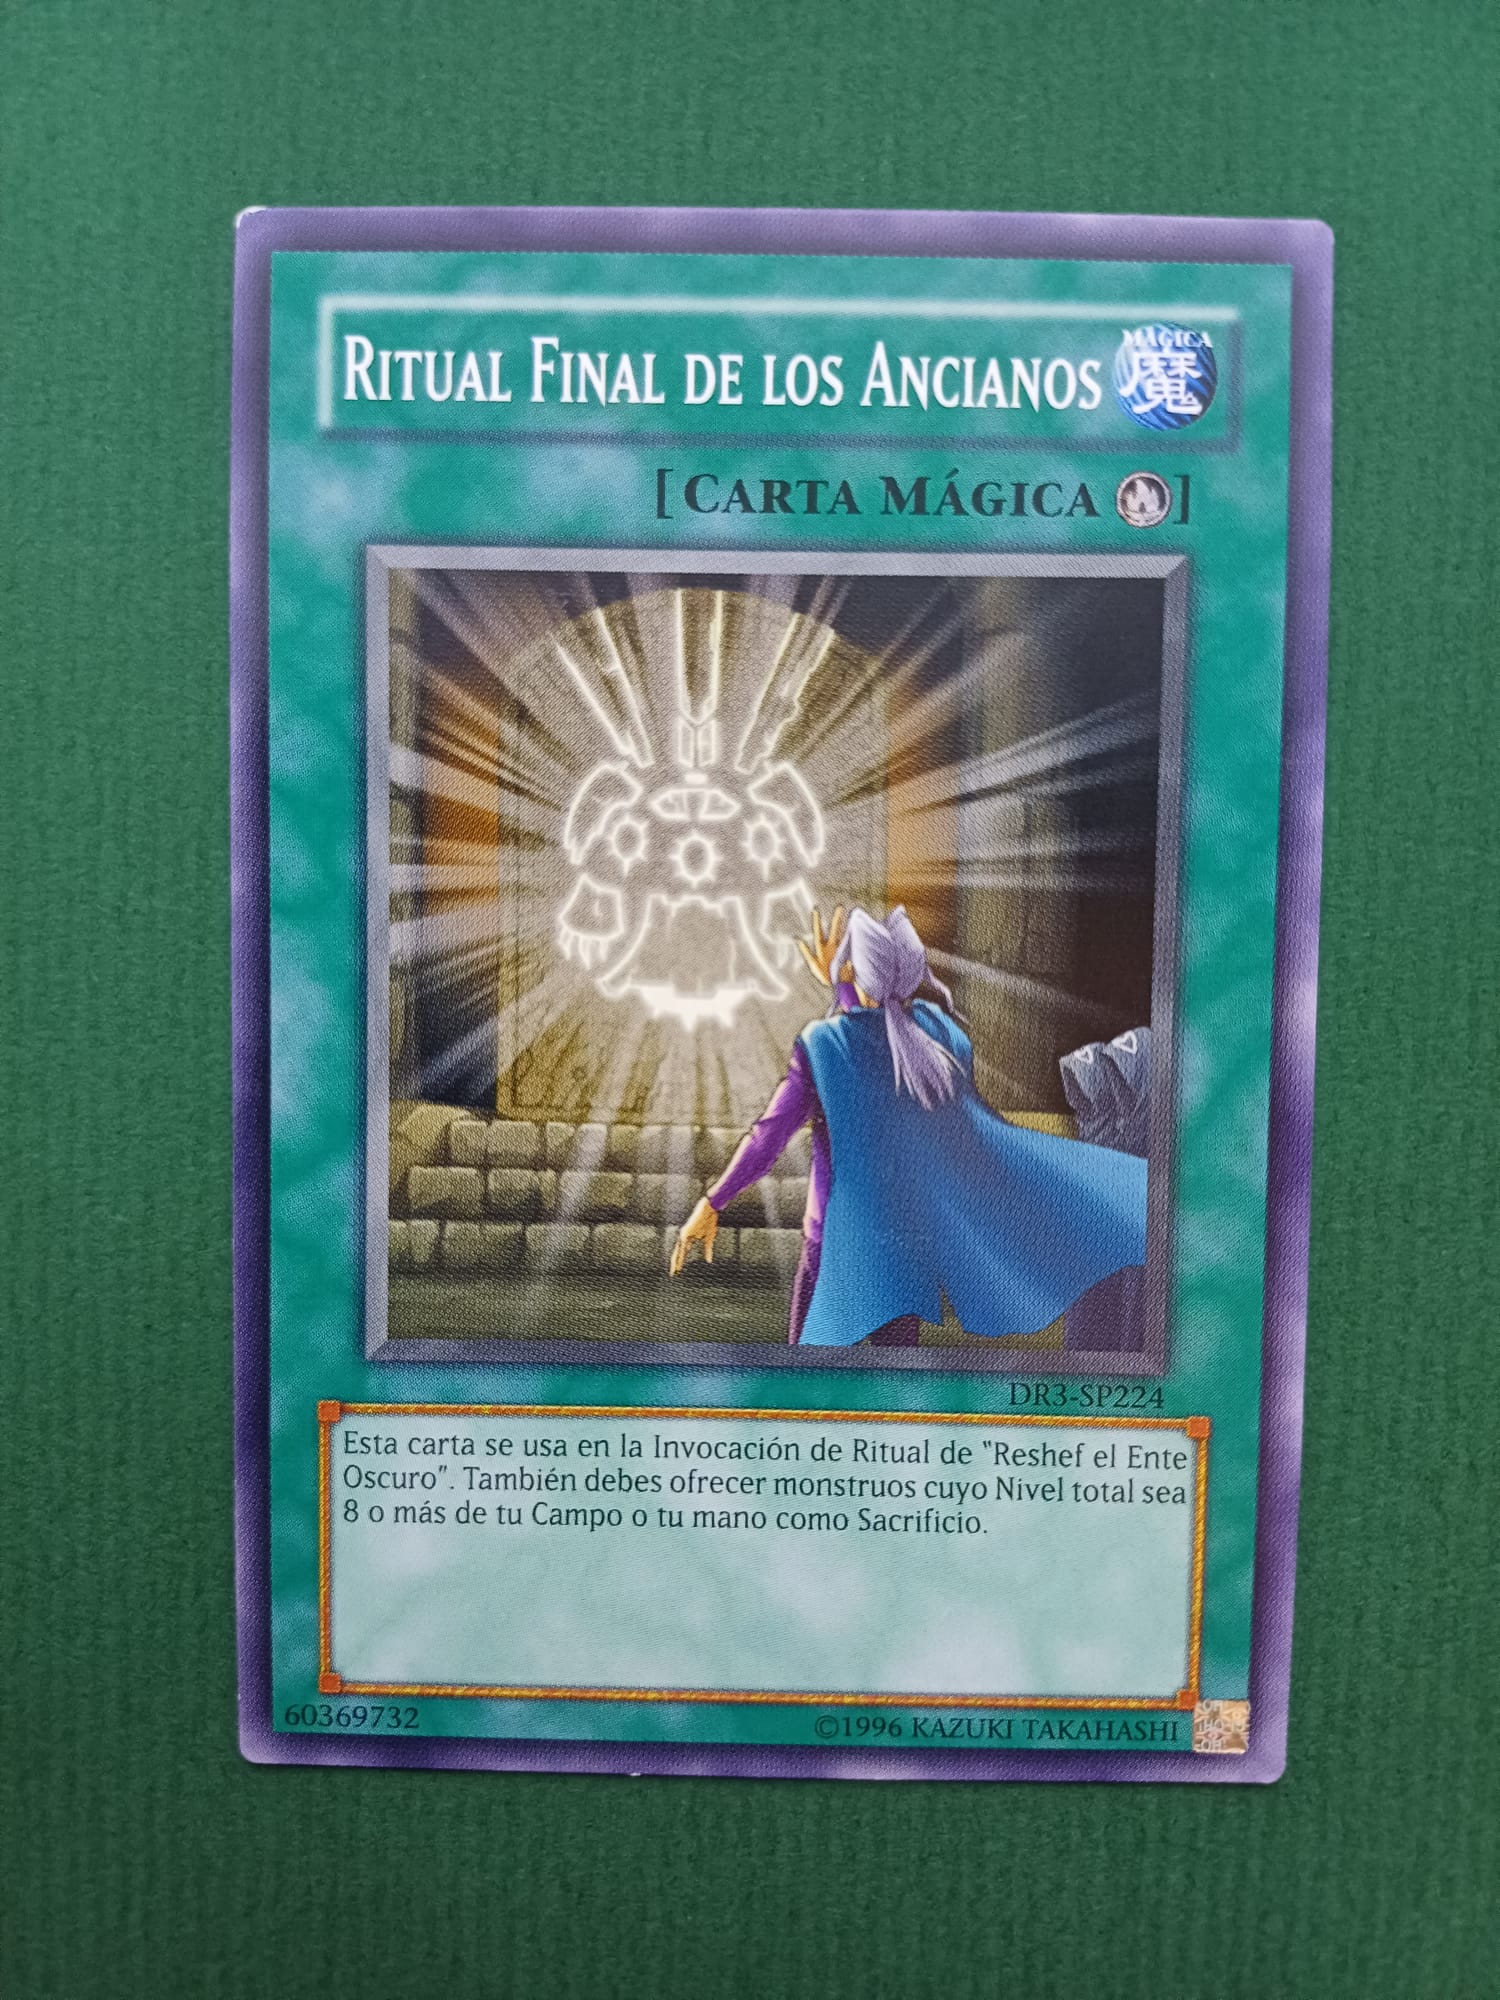 RITUAL FINAL DE LOS ANCIANOS
MÁGICA
魔
[CARTA MÁGICA]
DR3-SP224
Esta carta se usa en la Invocación de Ritual de "Reshef el Ente
Oscuro". También debes ofrecer monstruos cuyo Nivel total sea
8 o más de tu Campo o tu mano como Sacrificio.
60369732
©1996 KAZUKI TAKAHASHI